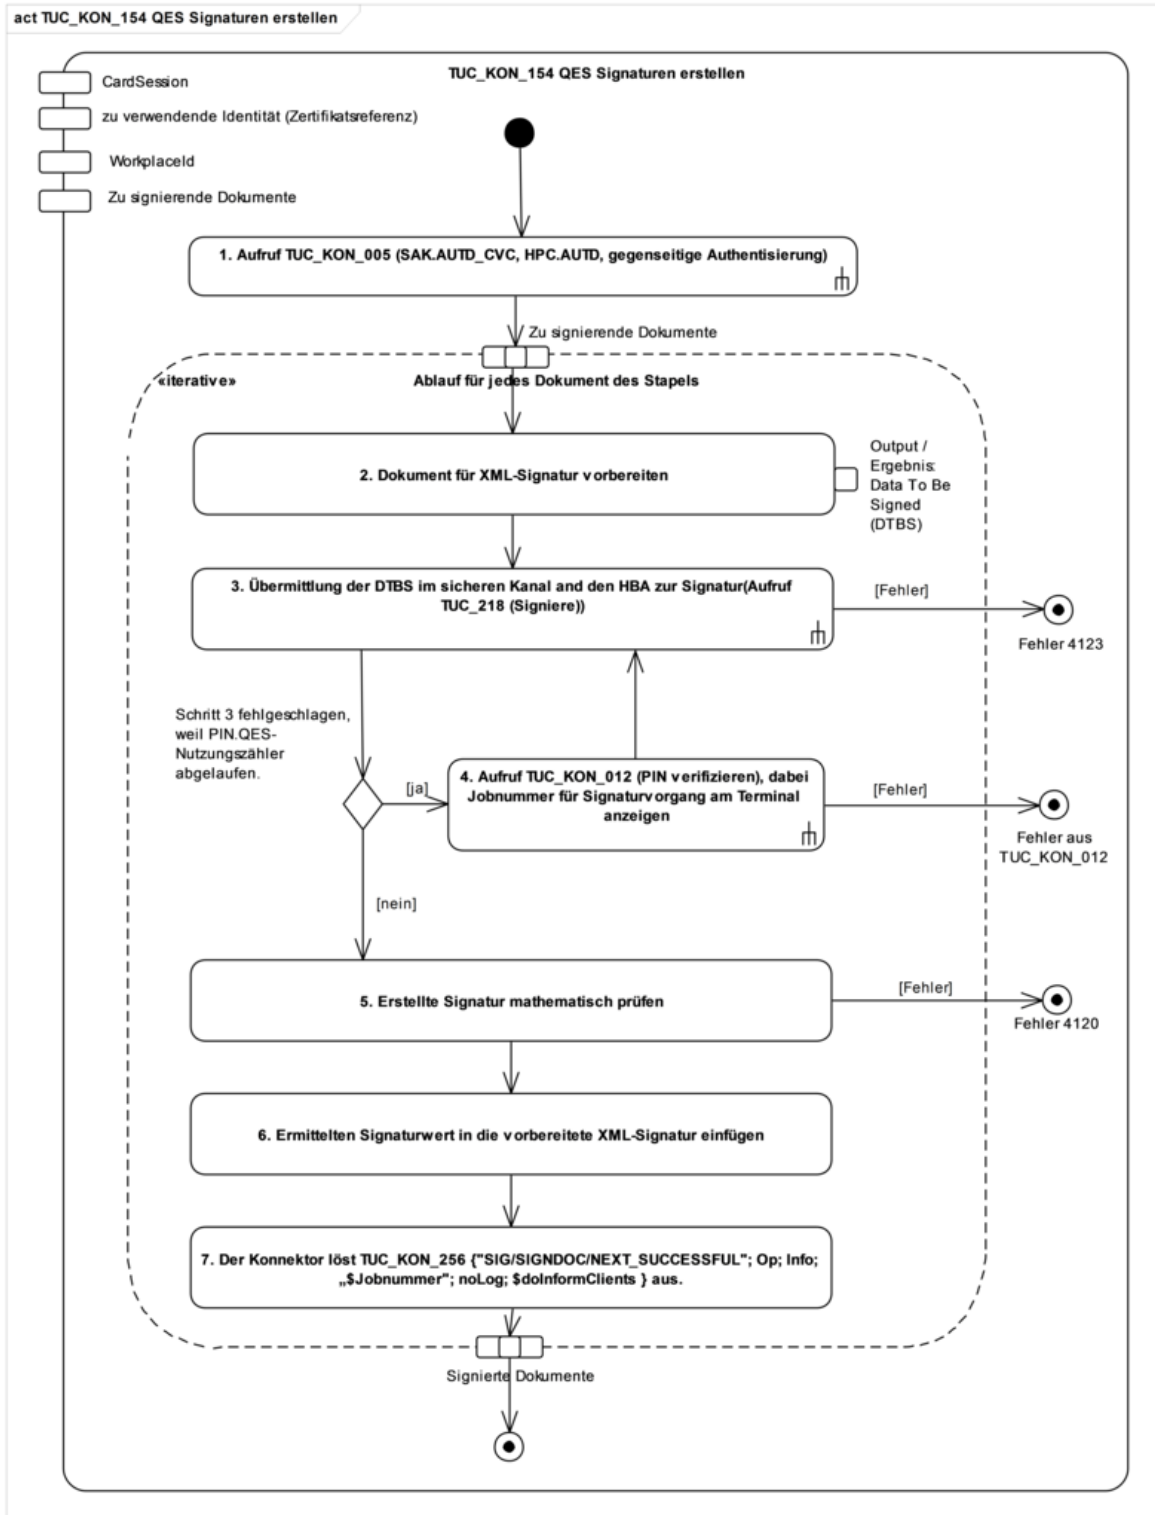 act TUC_KON_154 QES Signaturen erstellen
TUC_KON_154 QES Signaturen erstellen
CardSession
zu verwendende Identität (Zertifikatsreferenz)
WorkplaceId
Zu signierende Dokumente
1. Aufruf TUC_KON_005 (SAK.AUTD_CVC, HPC.AUTD, gegenseitige Authentisierung)
Zu signierende Dokumente
«iterative»
Ablauf für jedes Dokument des Stapels
2. Dokument für XML-Signatur vorbereiten
Output /
Ergebnis:
Data To Be
Signed
(DTBS)
3. Übermittlung der DTBS im sicheren Kanal and den HBA zur Signatur(Aufruf
TUC_218 (Signiere))
[Fehler]
Fehler 4123
Schritt 3 fehlgeschlagen,
weil PIN.QES-
Nutzungszähler
abgelaufen.
[ja]
4. Aufruf TUC_KON_012 (PIN verifizieren), dabei
Jobnummer für Signaturvorgang am Terminal
anzeigen
[Fehler]
Fehler aus
TUC_KON_012
[nein]
5. Erstellte Signatur mathematisch prüfen
[Fehler]
Fehler 4120
6. Ermittelten Signaturwert in die vorbereitete XML-Signatur einfügen
7. Der Konnektor löst TUC_KON_256 {"SIG/SIGNDOC/NEXT_SUCCESSFUL"; Op; Info;
„$Jobnummer"; noLog; $doInformClients } aus.
Signierte Dokumente